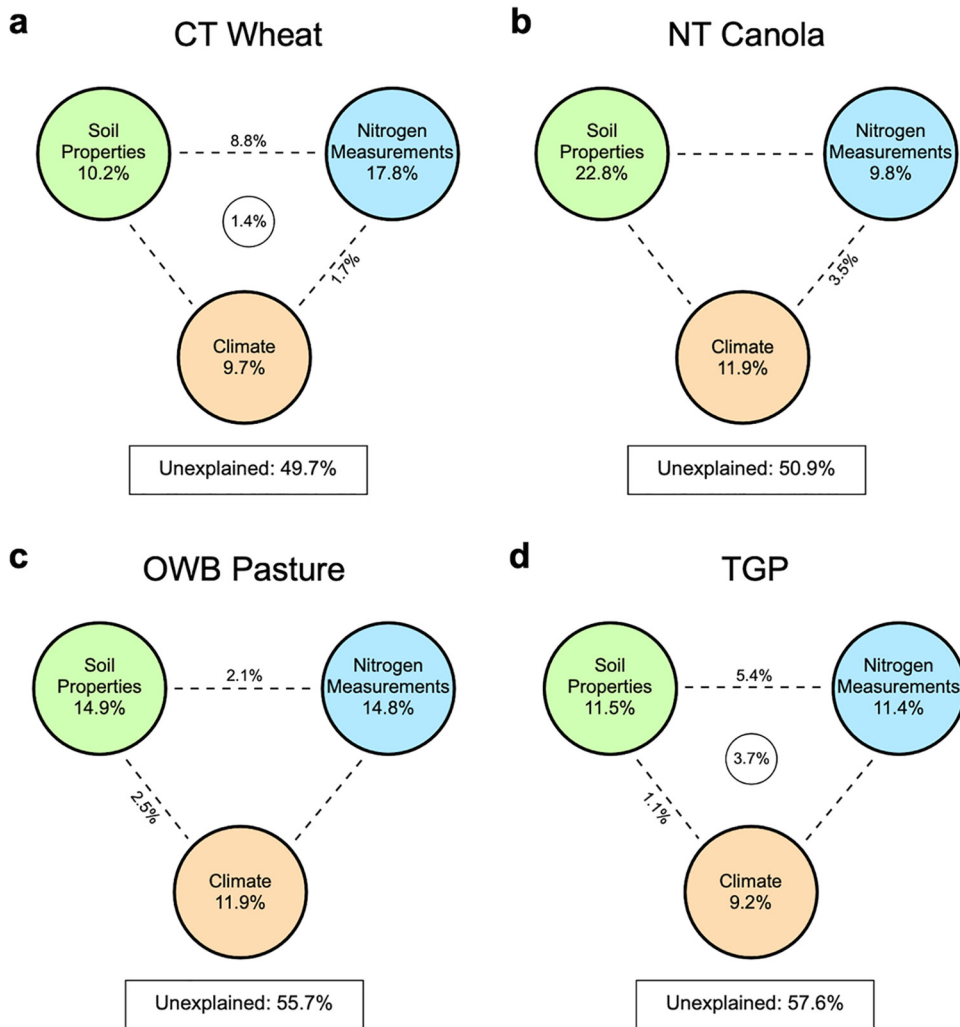 a
CT Wheat
Soil
Properties
10.2%
8.8%
Nitrogen
Measurements
17.8%
1.4%
1.7%
Climate
9.7%
Unexplained: 49.7%
b
NT Canola
Soil
Properties
22.8%
Nitrogen
Measurements
9.8%
3.5%
Climate
11.9%
Unexplained: 50.9%
c
OWB Pasture
Soil
Properties
14.9%
2.1%
Nitrogen
Measurements
14.8%
2.5%
Climate
11.9%
Unexplained: 55.7%
d
TGP
Soil
Properties
11.5%
5.4%
Nitrogen
Measurements
11.4%
3.7%
1.1%
Climate
9.2%
Unexplained: 57.6%